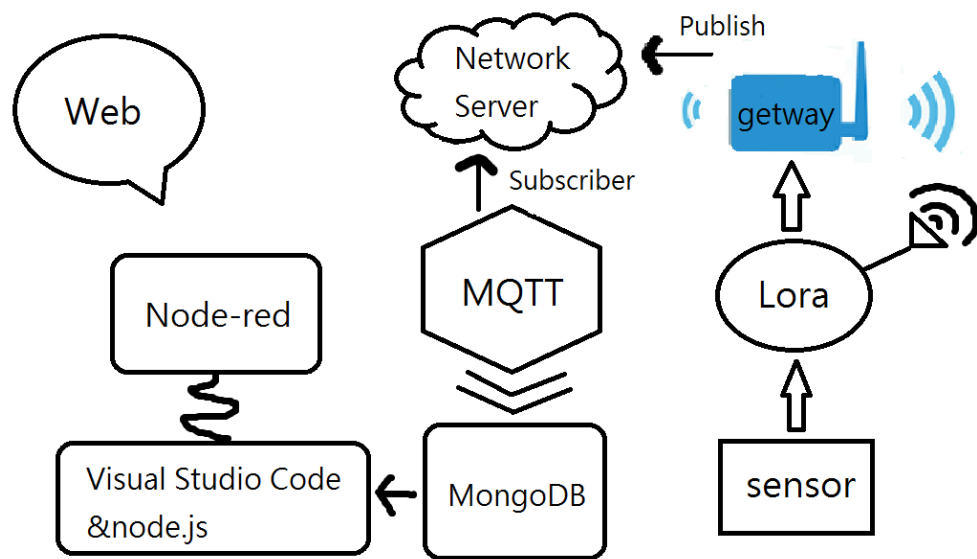 Publish
Network
Server
getway
Web
Subscriber
MQTT
Lora
Node-red
Visual Studio Code
&node.js
MongoDB
sensor